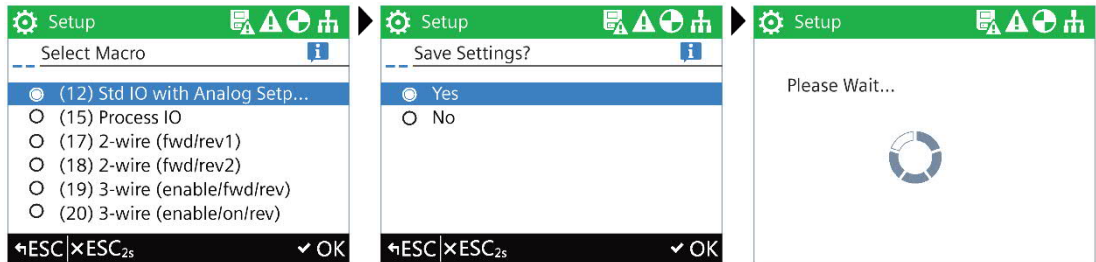 Setup
Select Macro
(12) Std IO with Analog Setp...
(15) Process IO
(17) 2-wire (fwd/rev1)
(18) 2-wire (fwd/rev2)
(19) 3-wire (enable/fwd/rev)
(20) 3-wire (enable/on/rev)
ESC ESC2s OK
Setup
Save Settings?
Yes
No
ESC ESC2s OK
Setup
Please Wait...